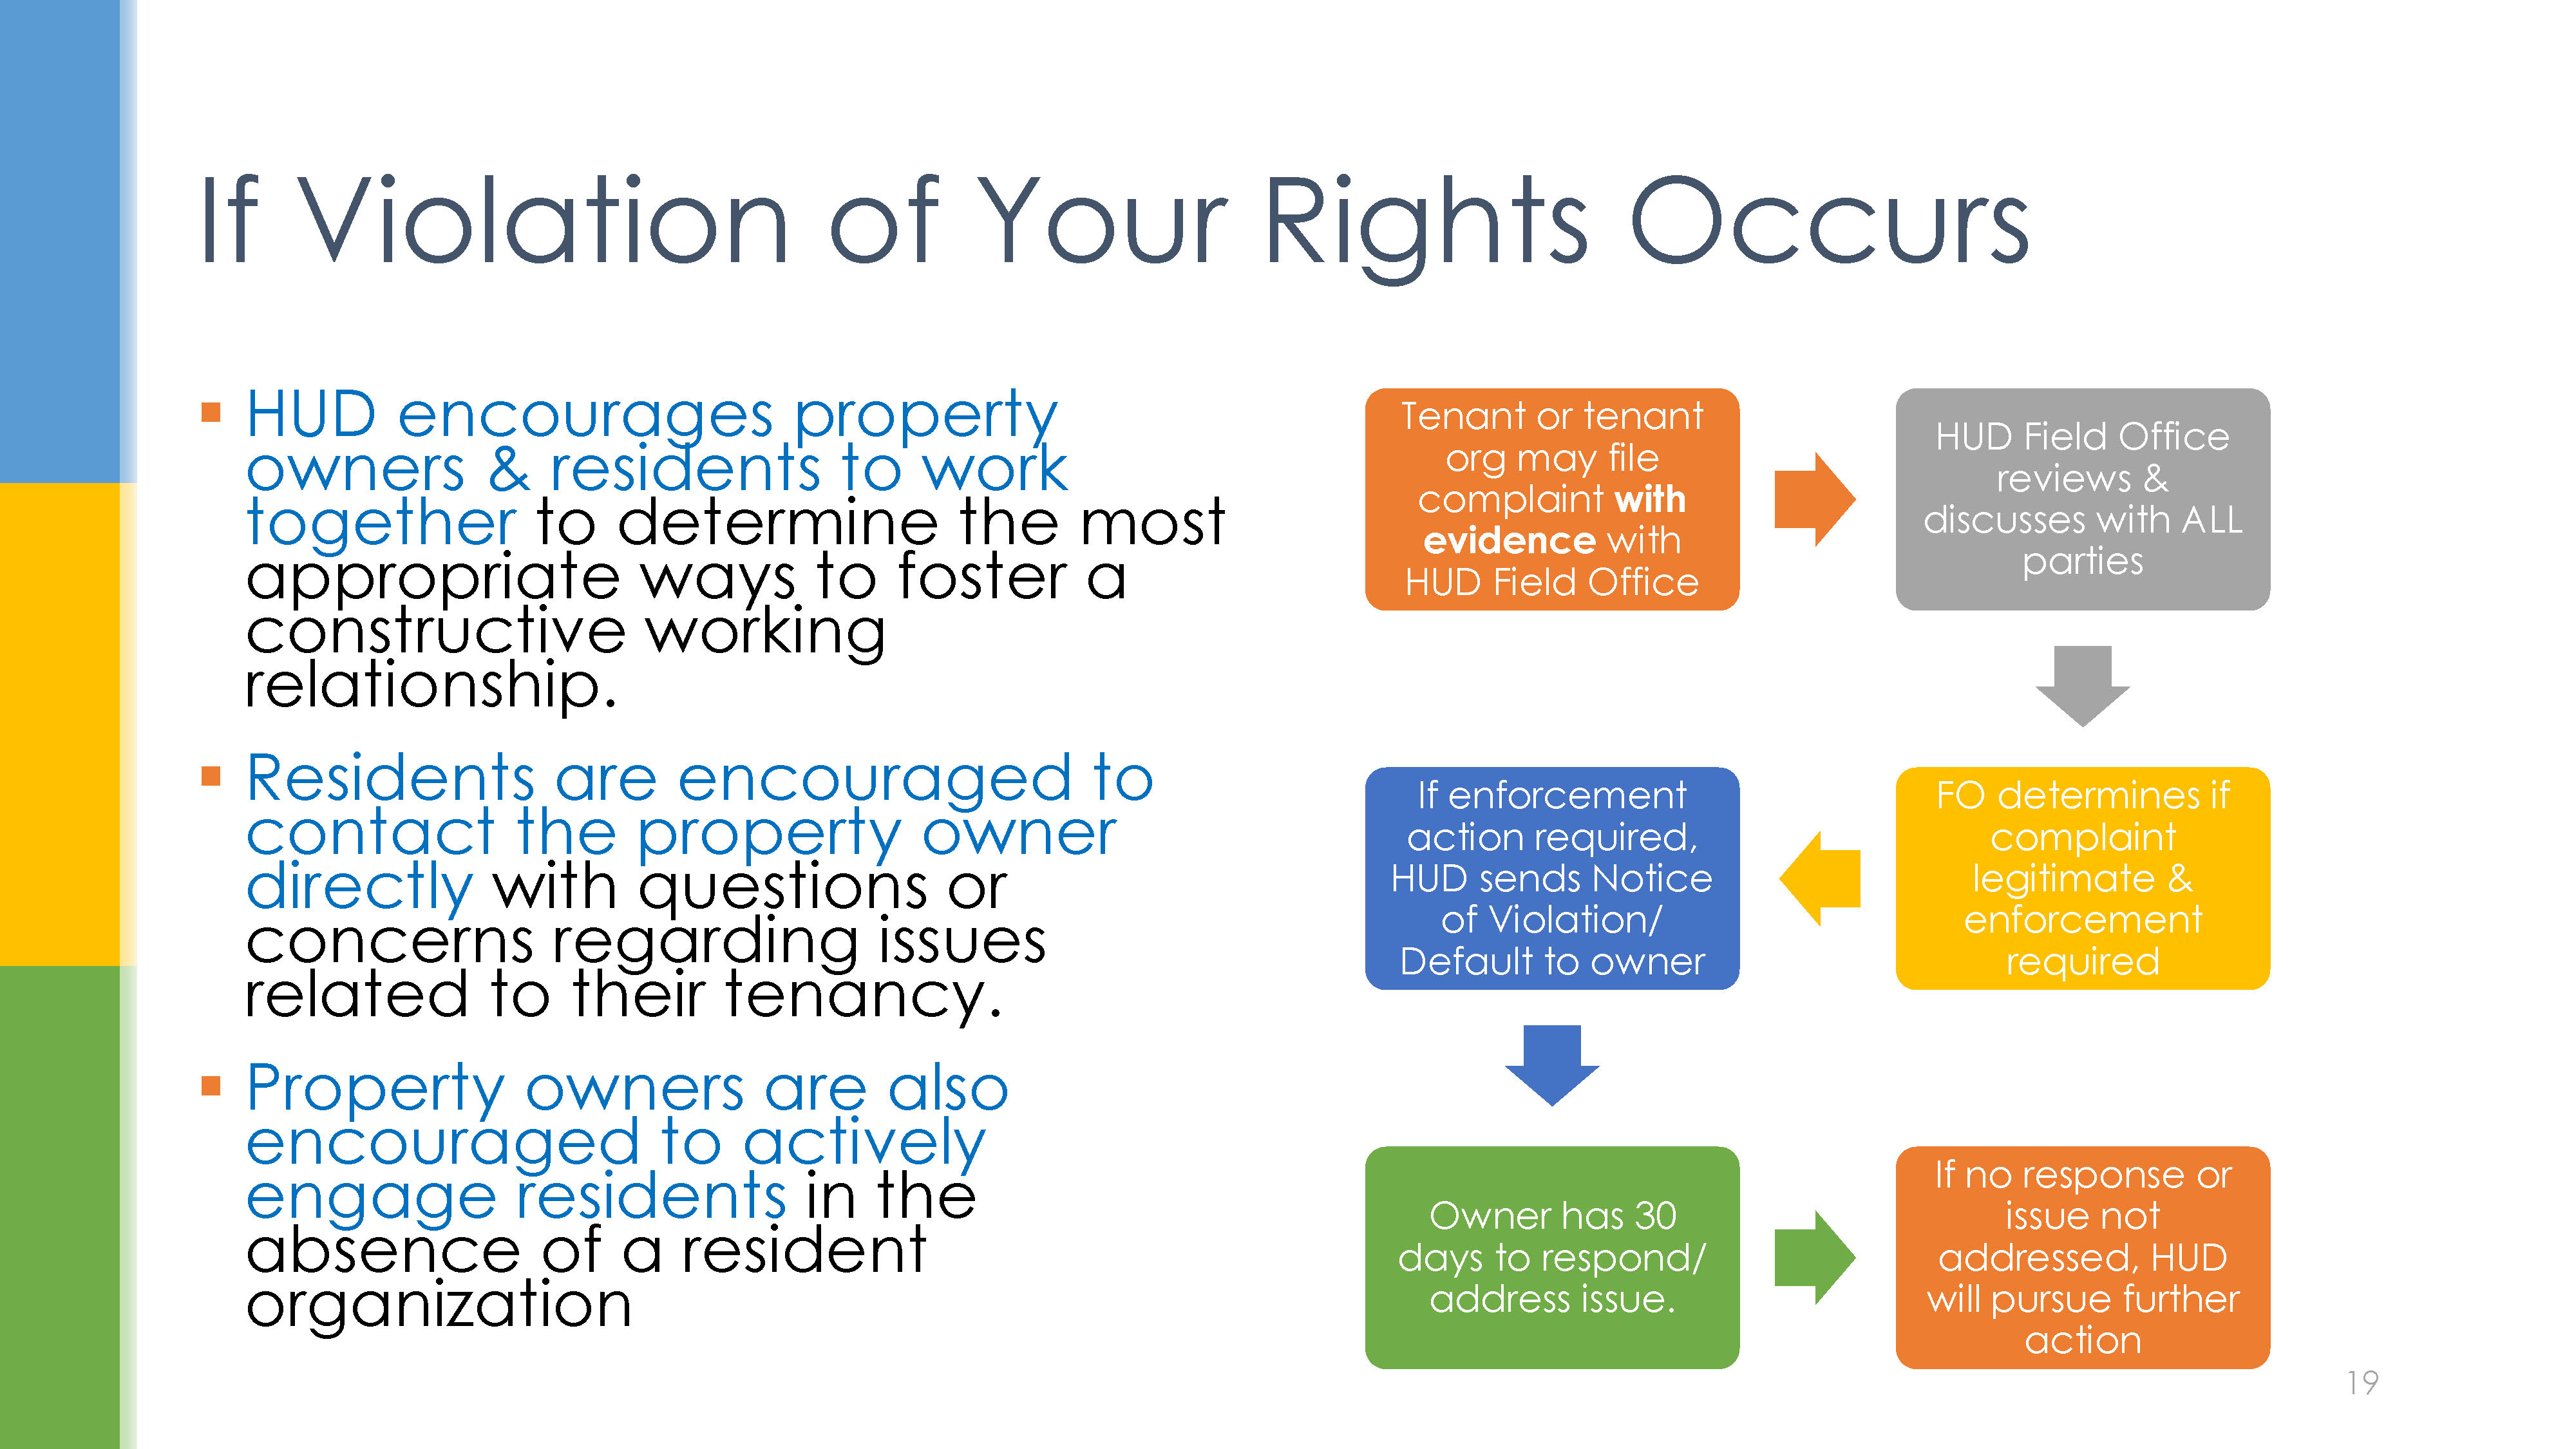 If Violation of Your Rights Occurs
▪ HUD encourages property
owners & residents to work
together to determine the most
appropriate ways to foster a
constructive working
relationship.
▪ Residents are encouraged to
contact the property owner
directly with questions or
concerns regarding issues
related to their tenancy.
▪ Property owners are also
encouraged to actively
engage residents in the
absence of a resident
organization
Tenant or tenant
org may file
complaint with
evidence with
HUD Field Office
HUD Field Office
reviews &
discusses with ALL
parties
FO determines if
complaint
legitimate &
enforcement
required
If enforcement
action required,
HUD sends Notice
of Violation/
Default to owner
Owner has 30
days to respond/
address issue.
If no response or
issue not
addressed, HUD
will pursue further
action
19